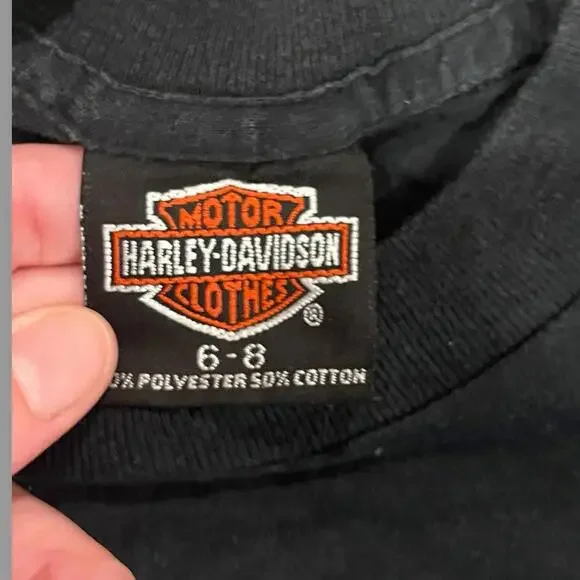 MOTOR
HARLEY-DAVIDSON
CLOTHES
®
6-8
% POLYESTER 50% COTTON